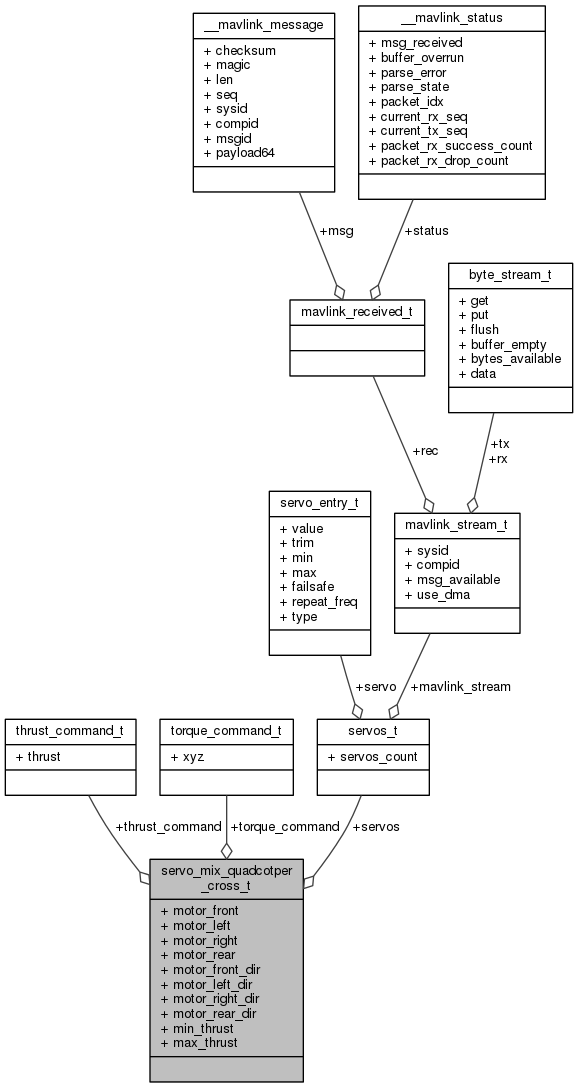 __mavlink_message
+ checksum
+ magic
+ len
+ seq
+ sysid
+ compid
+ msgid
+ payload64
__mavlink_status
+ msg_received
+ buffer_overrun
+ parse_error
+ parse_state
+ packet_idx
+ current_rx_seq
+ current_tx_seq
+ packet_rx_success_count
+ packet_rx_drop_count
+msg
+status
mavlink_received_t
byte_stream_t
+ get
+ put
+ flush
+ buffer_empty
+ bytes_available
+ data
+rec
+tx
+rx
servo_entry_t
+ value
+ trim
+ min
+ max
+ failsafe
+ repeat_freq
+ type
mavlink_stream_t
+ sysid
+ compid
+ msg_available
+ use_dma
+servo
+mavlink_stream
thrust_command_t
+ thrust
torque_command_t
+ xyz
servos_t
+ servos_count
+thrust_command
+torque_command
+servos
servo_mix_quadcotper
_cross_t
+ motor_front
+ motor_left
+ motor_right
+ motor_rear
+ motor_front_dir
+ motor_left_dir
+ motor_right_dir
+ motor_rear_dir
+ min_thrust
+ max_thrust